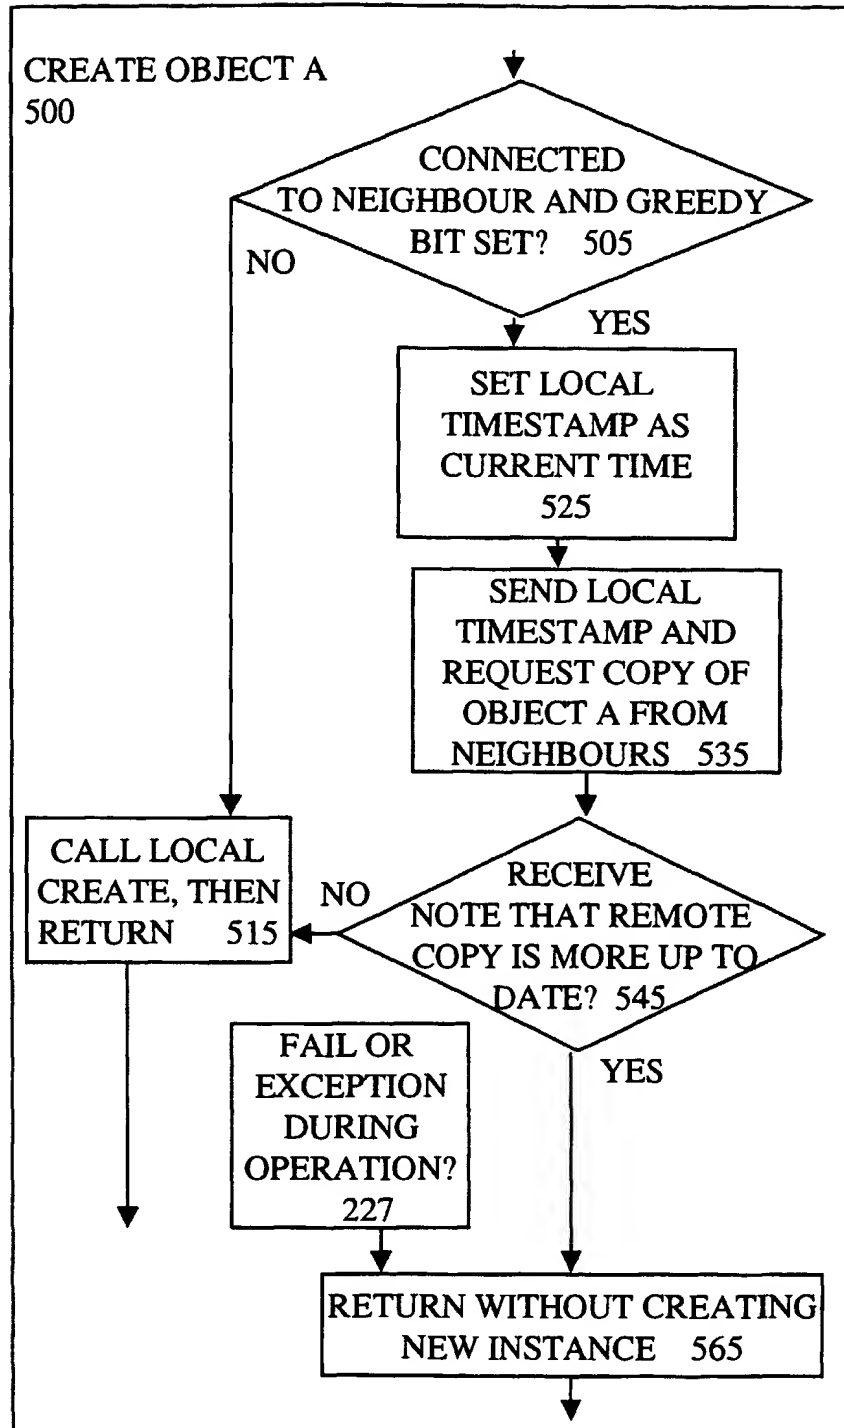 CREATE OBJECT A
500
CONNECTED
TO NEIGHBOUR AND GREEDY
BIT SET? 505
NO
YES
SET LOCAL
TIMESTAMP AS
CURRENT TIME
525
SEND LOCAL
TIMESTAMP AND
REQUEST COPY OF
OBJECT A FROM
NEIGHBOURS 535
CALL LOCAL
CREATE, THEN
RETURN 515
NO
RECEIVE
NOTE THAT REMOTE
COPY IS MORE UP TO
DATE? 545
YES
FAIL OR
EXCEPTION
DURING
OPERATION?
227
RETURN WITHOUT CREATING
NEW INSTANCE 565